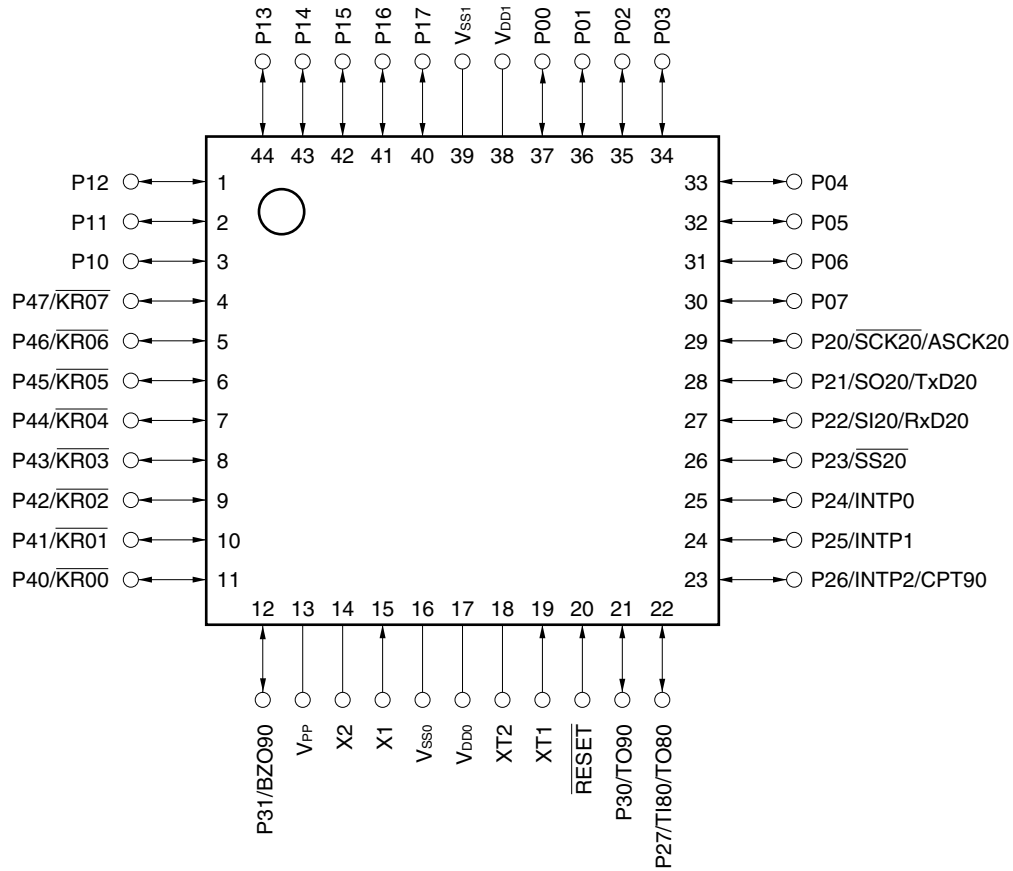 P13
P14
P15
P16
P17
VSS1
VDD1
P00
P01
P02
P03
44
43
42
41
40
39
38
37
36
35
34
P12
1
33
P04
P11
2
32
P05
P10
3
31
P06
P47/KR07
4
30
P07
P46/KR06
5
29
P20/SCK20/ASCK20
P45/KR05
6
28
P21/SO20/TxD20
P44/KR04
7
27
P22/SI20/RxD20
P43/KR03
8
26
P23/SS20
P42/KR02
9
25
P24/INTP0
P41/KR01
10
24
P25/INTP1
P40/KR00
11
23
P26/INTP2/CPT90
12
13
14
15
16
17
18
19
20
21
22
P31/BZO90
VPP
X2
X1
VSS0
VDD0
XT2
XT1
RESET
P30/TO90
P27/TI80/TO80